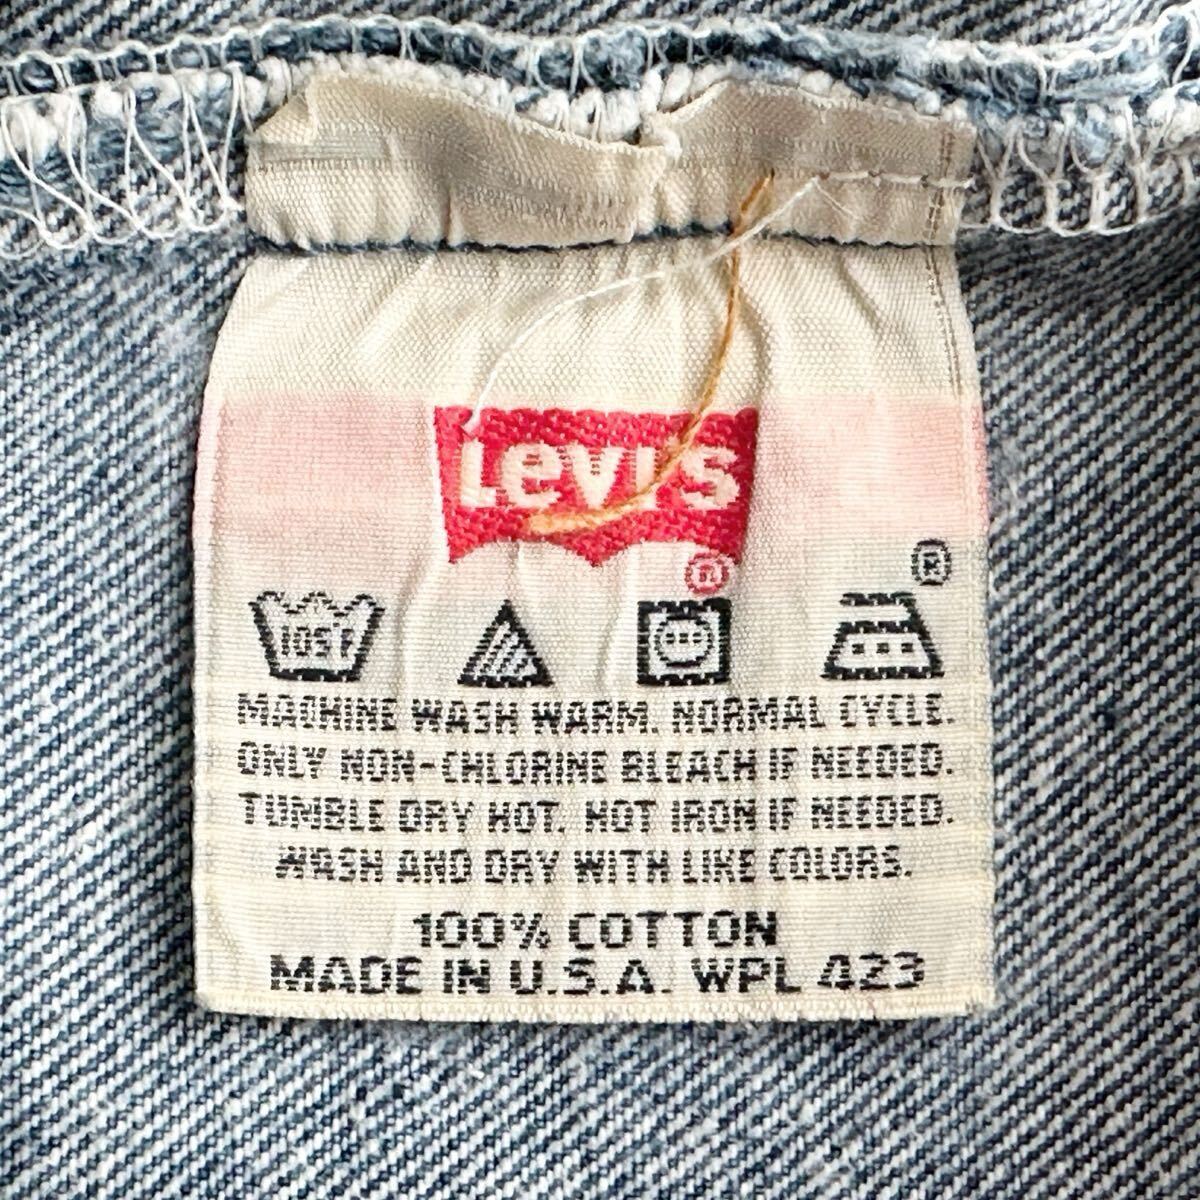 Levi's
®
®
105°F
MACHINE WASH WARM. NORMAL CYCLE.
ONLY NON-CHLORINE BLEACH IF NEEDED.
TUMBLE DRY HOT. HOT IRON IF NEEDED.
WASH AND DRY WITH LIKE COLORS.
100% COTTON
MADE IN U.S.A. WPL 423